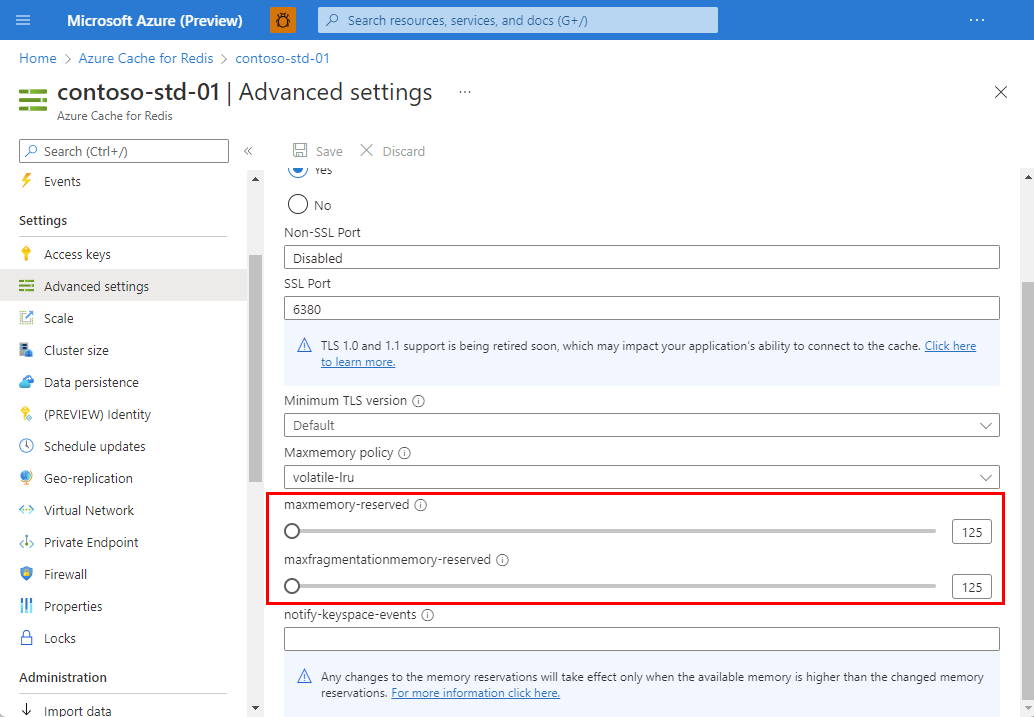 Microsoft Azure (Preview)
Search resources, services, and docs (G+/)
...
Home > Azure Cache for Redis > contoso-std-01
contoso-std-01 | Advanced settings ...
Azure Cache for Redis
Search (Ctrl+/)
«
Events
Settings
Access keys
Advanced settings
Scale
Cluster size
Data persistence
(PREVIEW) Identity
Schedule updates
Geo-replication
Virtual Network
Private Endpoint
Firewall
Properties
Locks
Administration
Import data
Save Discard
Yes
No
Non-SSL Port
Disabled
SSL Port
6380
TLS 1.0 and 1.1 support is being retired soon, which may impact your application's ability to connect to the cache. Click here
to learn more.
Minimum TLS version
Default
Maxmemory policy
volatile-lru
maxmemory-reserved
125
maxfragmentationmemory-reserved
125
notify-keyspace-events
Any changes to the memory reservations will take effect only when the available memory is higher than the changed memory
reservations. For more information click here.